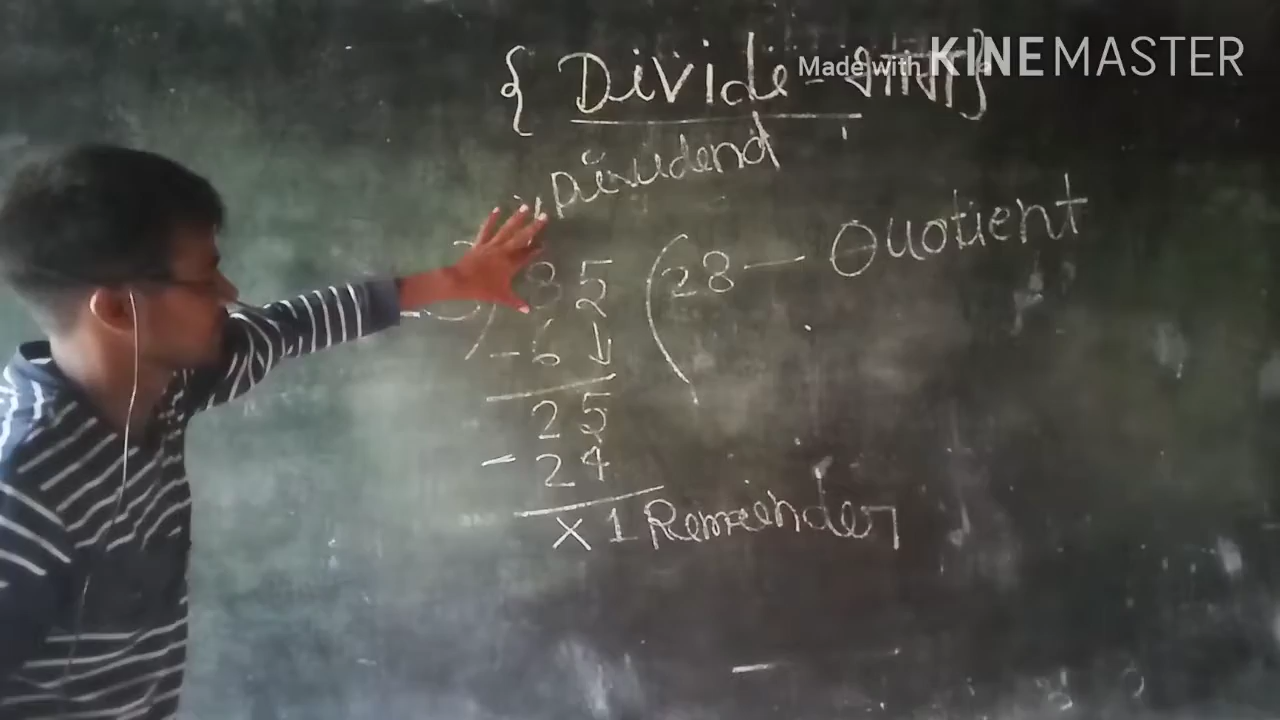 { Divide = भाग }
Made with KINEMASTER
Dividend
85 ( 28 — Quotient
- 6 ↓
25
- 24
× 1 Remainder